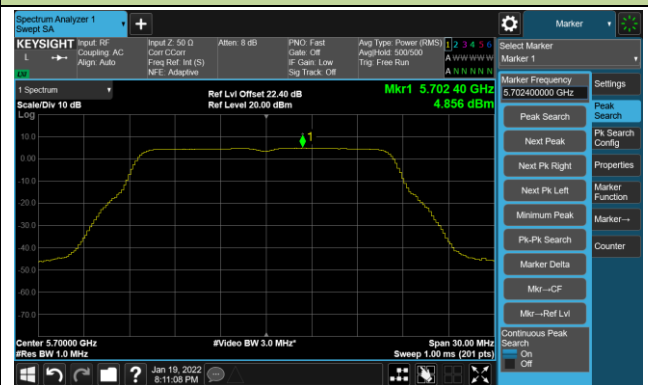 Spectrum Analyzer 1
Swept SA
+
Marker
KEYSIGHT
L
Input: RF
Coupling: AC
Align: Auto
Input Z: 50 Ω
Corr CCorr
Freq Ref: Int (S)
NFE: Adaptive
Atten: 8 dB
PNO: Fast
Gate: Off
IF Gain: Low
Sig Track: Off
Avg Type: Power (RMS)
Avg|Hold: 500/500
Trig: Free Run
1 2 3 4 5 6
A W W W W W
A N N N N N
Select Marker
Marker 1
1 Spectrum
Scale/Div 10 dB
Log
Ref Lvl Offset 22.40 dB
Ref Level 20.00 dBm
Mkr1 5.702 40 GHz
4.856 dBm
10.0
0.00
-10.0
-20.0
-30.0
-40.0
-50.0
-60.0
-70.0
1
Center 5.70000 GHz
#Res BW 1.0 MHz
#Video BW 3.0 MHz*
Span 30.00 MHz
Sweep 1.00 ms (201 pts)
Marker Frequency
5.702400000 GHz
Peak Search
Next Peak
Next Pk Right
Next Pk Left
Minimum Peak
Pk-Pk Search
Marker Delta
Mkr→CF
Mkr→Ref Lvl
Continuous Peak
Search
On
Off
Settings
Peak
Search
Pk Search
Config
Properties
Marker
Function
Marker→
Counter
?
Jan 19, 2022
8:11:08 PM